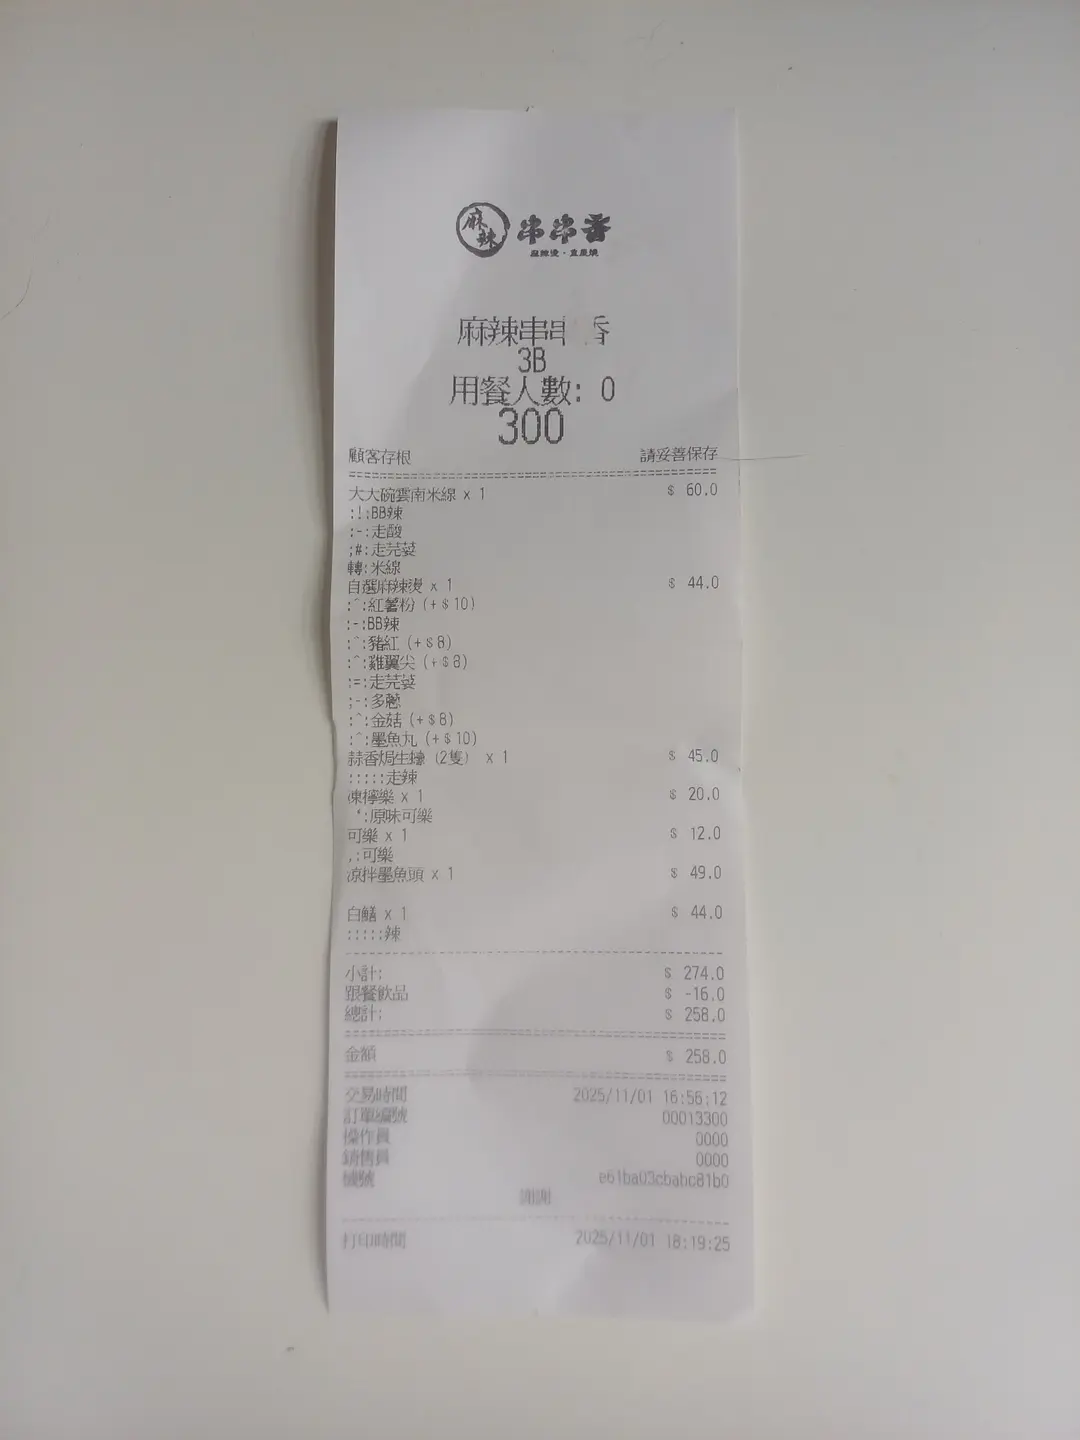 麻辣 串串香
麻辣燙·直屋燒
麻辣串串 香
3B
用餐人數: 0
300
顧客存根 請妥善保存
大大碗雲南米線 x 1 $ 60.0
:!:BB辣
:-:走酸
;#:走芫荽
轉:米線
自選麻辣燙 x 1 $ 44.0
:^:紅薯粉 (+$10)
:-:BB辣
:^:豬紅 (+$8)
:^:雞翼尖 (+$8)
:=:走芫荽
;-:多蔥
:^:金菇 (+$8)
:^:墨魚丸 (+$10)
蒜香焗生蠔 (2隻) x 1 $ 45.0
:::::走辣
凍檸樂 x 1 $ 20.0
':原味可樂
可樂 x 1 $ 12.0
,:可樂
涼拌墨魚頭 x 1 $ 49.0
白鱔 x 1 $ 44.0
:::::辣
小計: $ 274.0
跟餐飲品 $ -16.0
總計: $ 258.0
金額 $ 258.0
交易時間 2025/11/01 16:56:12
訂單編號 00013300
操作員 0000
銷售員 0000
機號 e61ba03cbabc81b0
謝謝
打印時間 2025/11/01 18:19:25